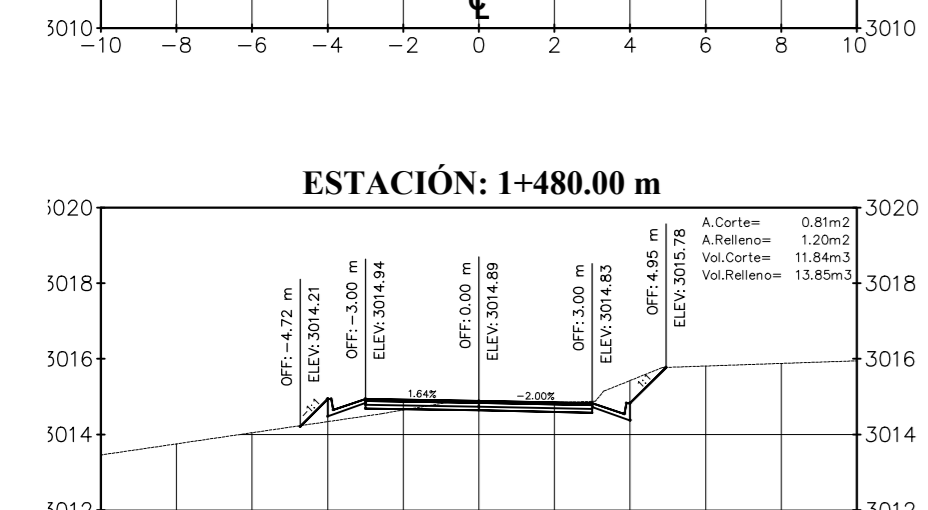 3010 3010
-10 -8 -6 -4 -2 0 2 4 6 8 10
ESTACIÓN: 1+480.00 m
3020 3020
A.Corte= 0.81m2
A.Relleno= 1.20m2
Vol.Corte= 11.84m3
Vol.Relleno= 13.85m3
3018 3018
OFF: -4.72 m
ELEV: 3014.21
OFF: -3.00 m
ELEV: 3014.94
OFF: 0.00 m
ELEV: 3014.89
OFF: 3.00 m
ELEV: 3014.83
OFF: 4.95 m
ELEV: 3015.78
3016 3016
-1:1
1.64%
-2.00%
1:1
3014 3014
3012 3012